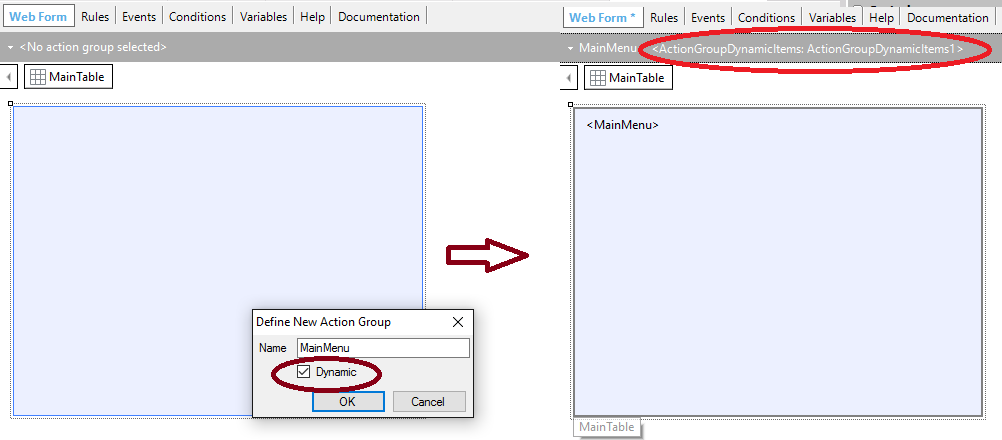 Web Form Rules Events Conditions Variables Help Documentation
<No action group selected>
MainTable
Define New Action Group
Name MainMenu
Dynamic
OK Cancel
Web Form * Rules Events Conditions Variables Help Documentation
MainMenu <ActionGroupDynamicItems: ActionGroupDynamicItems1>
MainTable
<MainMenu>
MainTable